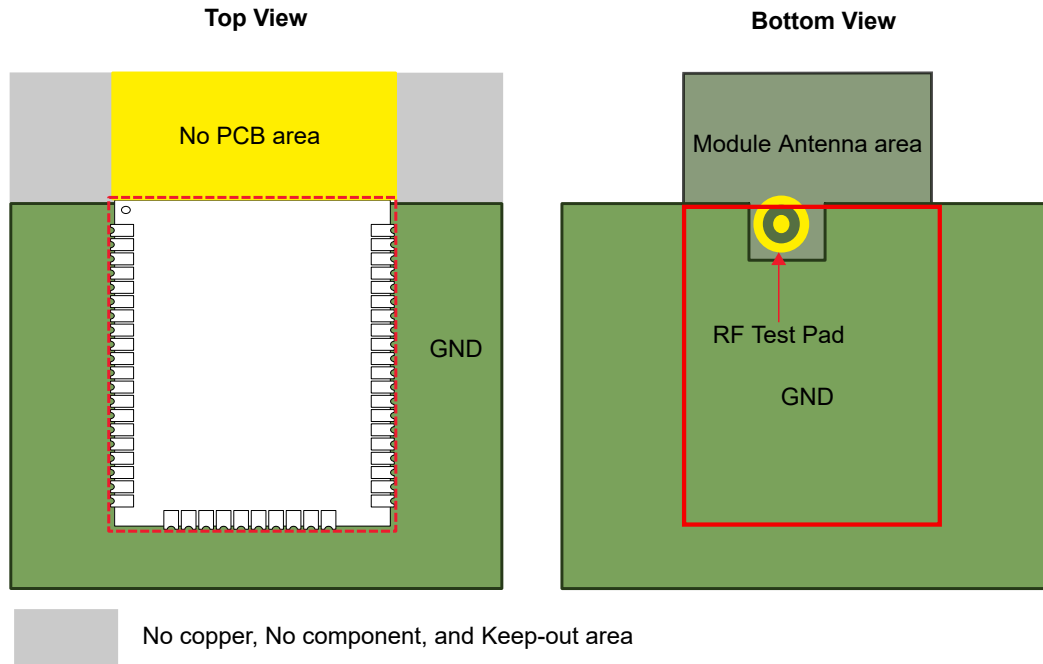 Top View
Bottom View
No PCB area
Module Antenna area
GND
RF Test Pad
GND
No copper, No component, and Keep-out area